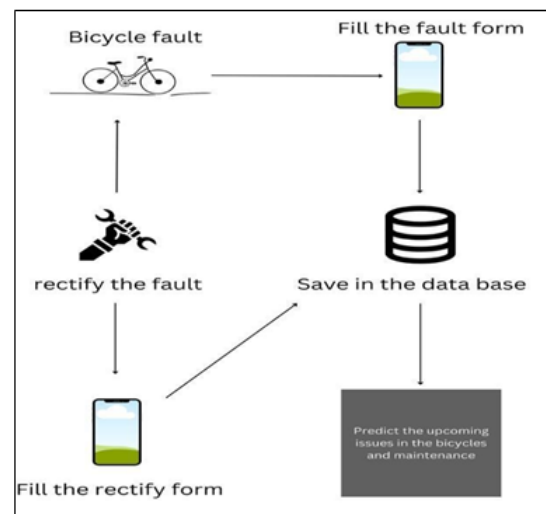 Bicycle fault
Fill the fault form
rectify the fault
Save in the data base
Fill the rectify form
Predict the upcoming
issues in the bicycles
and maintenance